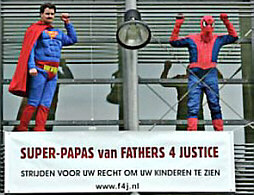 SUPER-PAPAS van FATHERS 4 JUSTICE
STRIJDEN VOOR UW RECHT OM UW KINDEREN TE ZIEN
www.f4j.nl